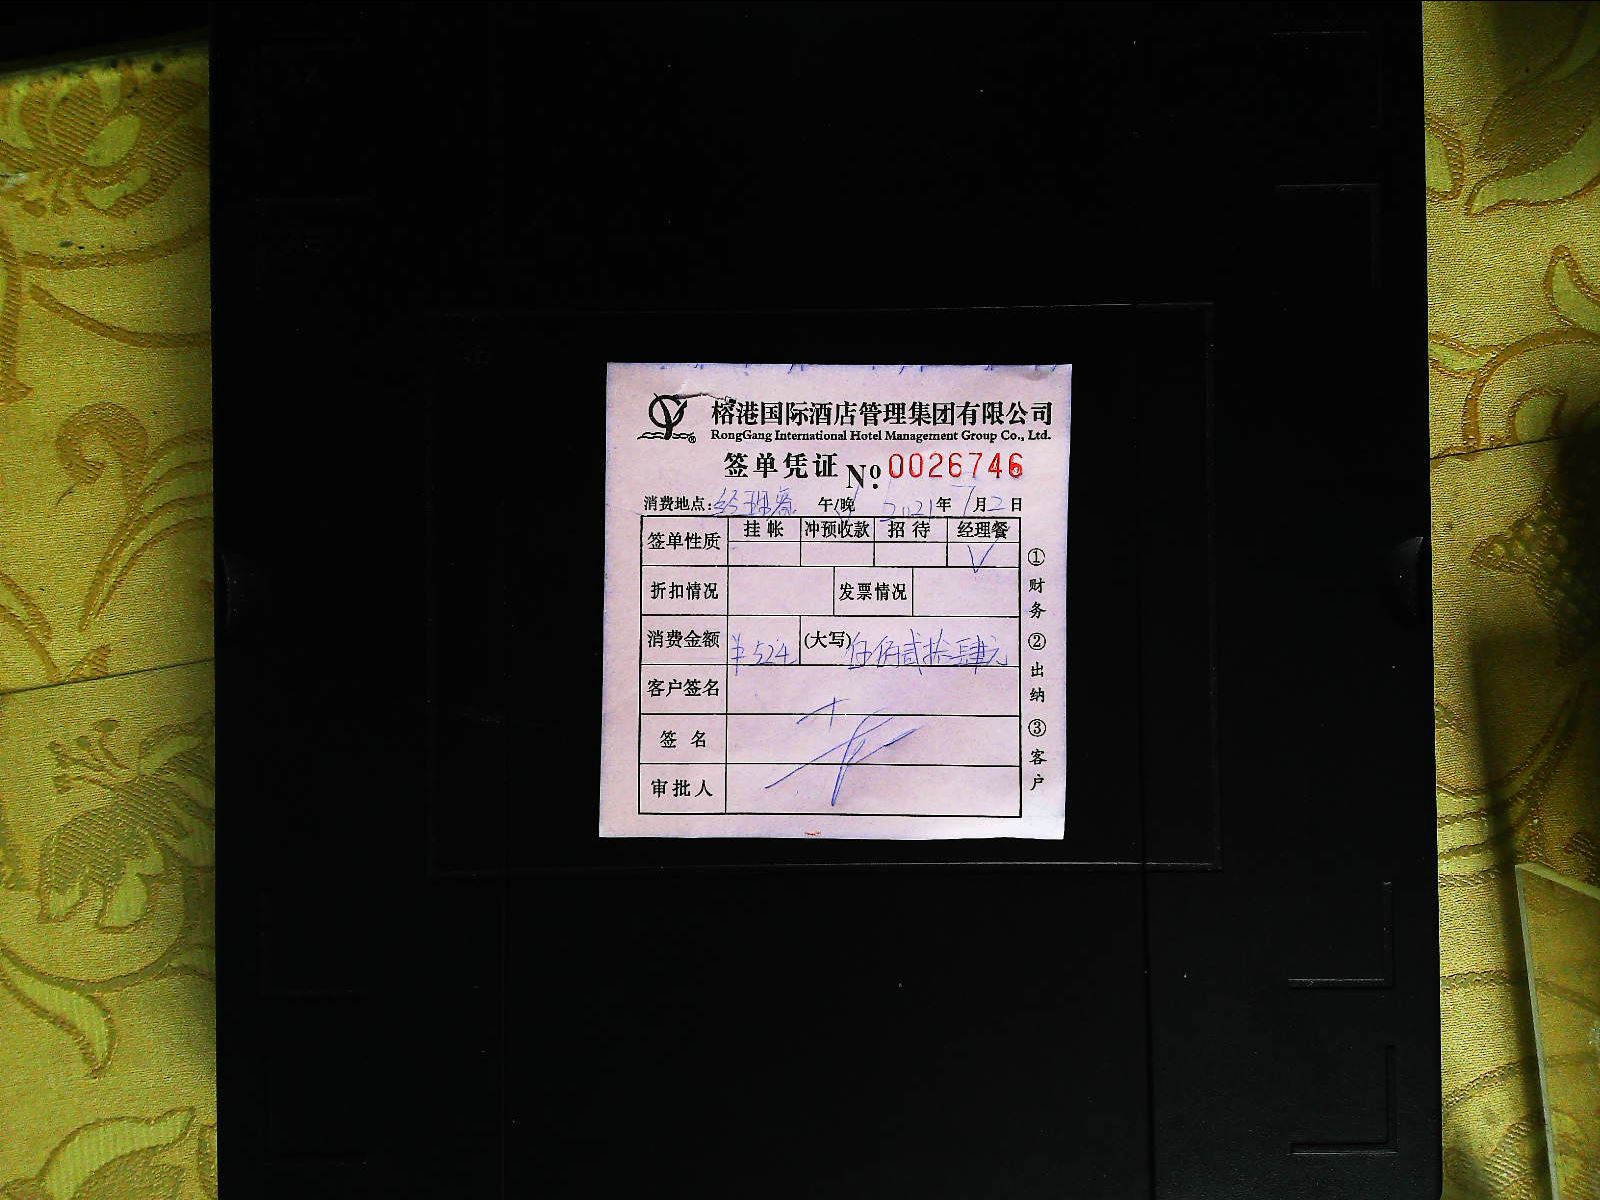 榕港国际酒店管理集团有限公司
RongGang International Hotel Management Group Co., Ltd.
签单凭证 № 0026746
消费地点: 经理餐 午/晚 2021年7月2日
签单性质 挂帐 冲预收款 招待 经理餐
√
折扣情况 发票情况
消费金额 ¥524 (大写) 伍佰贰拾肆元
客户签名
签名
审批人
①财务 ②出纳 ③客户